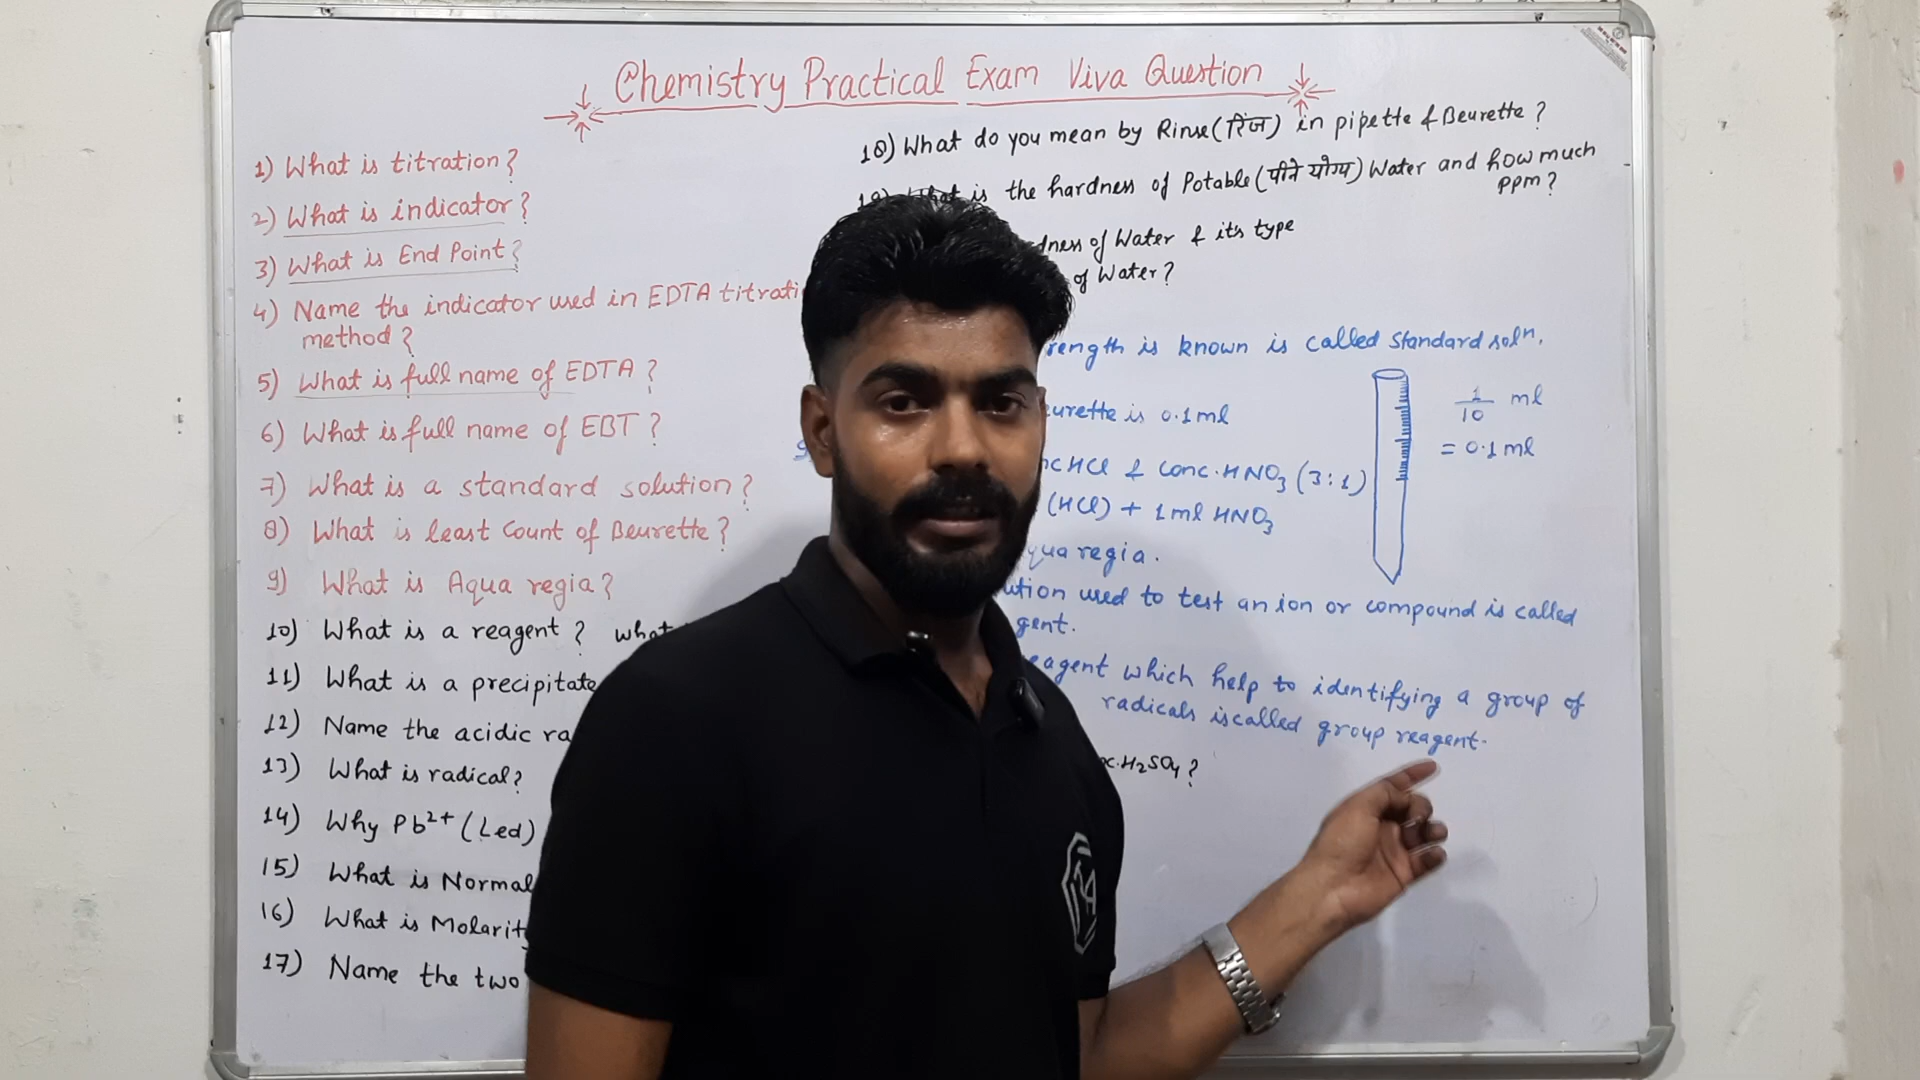 Chemistry Practical Exam Viva Question
1) What is titration?
2) What is indicator?
3) What is End Point?
4) Name the indicator used in EDTA titrati
method?
5) What is full name of EDTA?
6) What is full name of EBT?
7) What is a standard solution?
8) What is least count of Beurette?
9) What is Aqua regia?
10) What is a reagent? what
11) What is a precipitate
12) Name the acidic ra
13) What is radical?
14) Why Pb²⁺ (Led)
15) What is Normal
16) What is Molarit
17) Name the two
18) What do you mean by Rinse (रिंज) in pipette & Beurette?
19) What is the hardness of Potable (पीने योग्य) Water and how much
ppm?
dness of Water & it's type
of Water?
rength is known is called standard soln.
eurette is 0.1 ml
1/10 ml
= 0.1 ml
HCl & Conc. HNO₃ (3:1)
(HCl) + 1ml HNO₃
qua regia.
ution used to test an ion or compound is called
gent.
eagent which help to identifying a group of
radicals is called group reagent.
c. H₂SO₄?